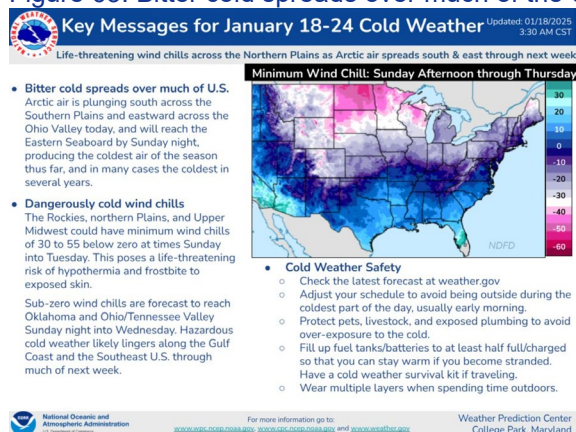 Key Messages for January 18-24 Cold Weather
Updated: 01/18/2025
3:30 AM CST
Life-threatening wind chills across the Northern Plains as Arctic air spreads south & east through next week
Minimum Wind Chill: Sunday Afternoon through Thursday
• Bitter cold spreads over much of U.S.
Arctic air is plunging south across the
Southern Plains and eastward across the
Ohio Valley today, and will reach the
Eastern Seaboard by Sunday night,
producing the coldest air of the season
thus far, and in many cases the coldest in
several years.
• Dangerously cold wind chills
The Rockies, northern Plains, and Upper
Midwest could have minimum wind chills
of 30 to 55 below zero at times Sunday
into Tuesday. This poses a life-threatening
risk of hypothermia and frostbite to
exposed skin.
Sub-zero wind chills are forecast to reach
Oklahoma and Ohio/Tennessee Valley
Sunday night into Wednesday. Hazardous
cold weather likely lingers along the Gulf
Coast and the Southeast U.S. through
much of next week.
30
20
10
0
-10
-20
-30
-40
-50
-60
NDFD
• Cold Weather Safety
○ Check the latest forecast at weather.gov
○ Adjust your schedule to avoid being outside during the
coldest part of the day, usually early morning.
○ Protect pets, livestock, and exposed plumbing to avoid
over-exposure to the cold.
○ Fill up fuel tanks/batteries to at least half full/charged
so that you can stay warm if you become stranded.
Have a cold weather survival kit if traveling.
○ Wear multiple layers when spending time outdoors.
National Oceanic and
Atmospheric Administration
For more information go to:
www.wpc.ncep.noaa.gov, www.cpc.ncep.noaa.gov and www.weather.gov
Weather Prediction Center
College Park, Maryland